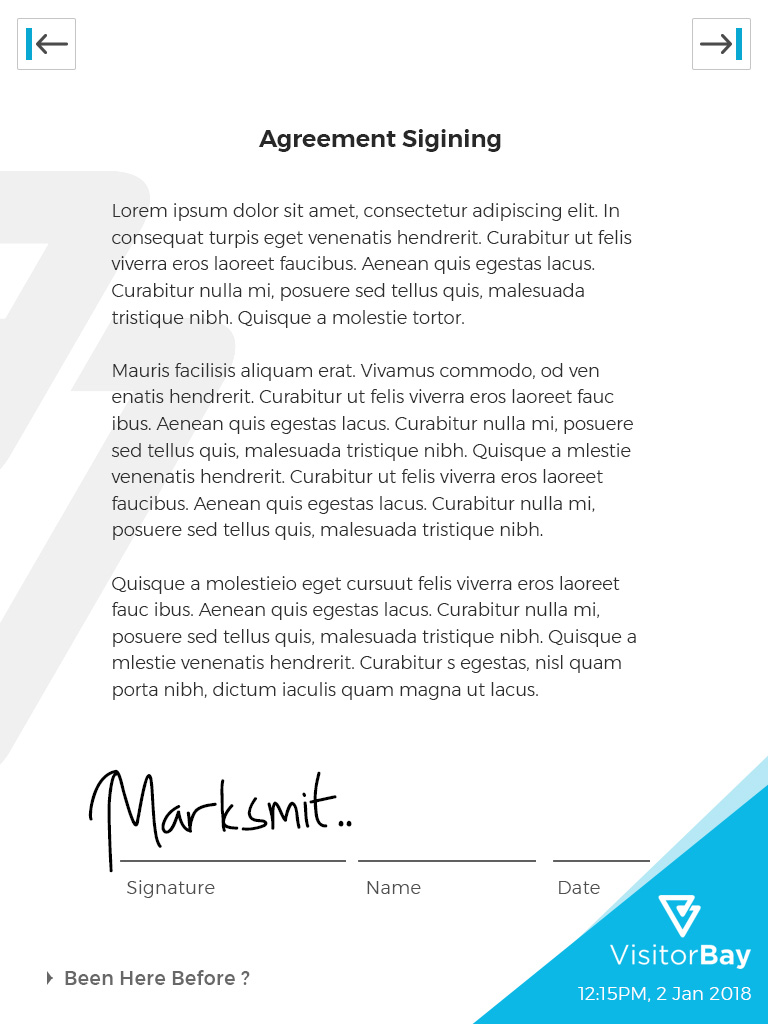 Agreement Sigining
Lorem ipsum dolor sit amet, consectetur adipiscing elit. In
consequat turpis eget venenatis hendrerit. Curabitur ut felis
viverra eros laoreet faucibus. Aenean quis egestas lacus.
Curabitur nulla mi, posuere sed tellus quis, malesuada
tristique nibh. Quisque a molestie tortor.
Mauris facilisis aliquam erat. Vivamus commodo, od ven
enatis hendrerit. Curabitur ut felis viverra eros laoreet fauc
ibus. Aenean quis egestas lacus. Curabitur nulla mi, posuere
sed tellus quis, malesuada tristique nibh. Quisque a mlestie
venenatis hendrerit. Curabitur ut felis viverra eros laoreet
faucibus. Aenean quis egestas lacus. Curabitur nulla mi,
posuere sed tellus quis, malesuada tristique nibh.
Quisque a molestieio eget cursuut felis viverra eros laoreet
fauc ibus. Aenean quis egestas lacus. Curabitur nulla mi,
posuere sed tellus quis, malesuada tristique nibh. Quisque a
mlestie venenatis hendrerit. Curabitur s egestas, nisl quam
porta nibh, dictum iaculis quam magna ut lacus.
Marksmit..
Signature Name Date
VisitorBay
Been Here Before ?
12:15PM, 2 Jan 2018